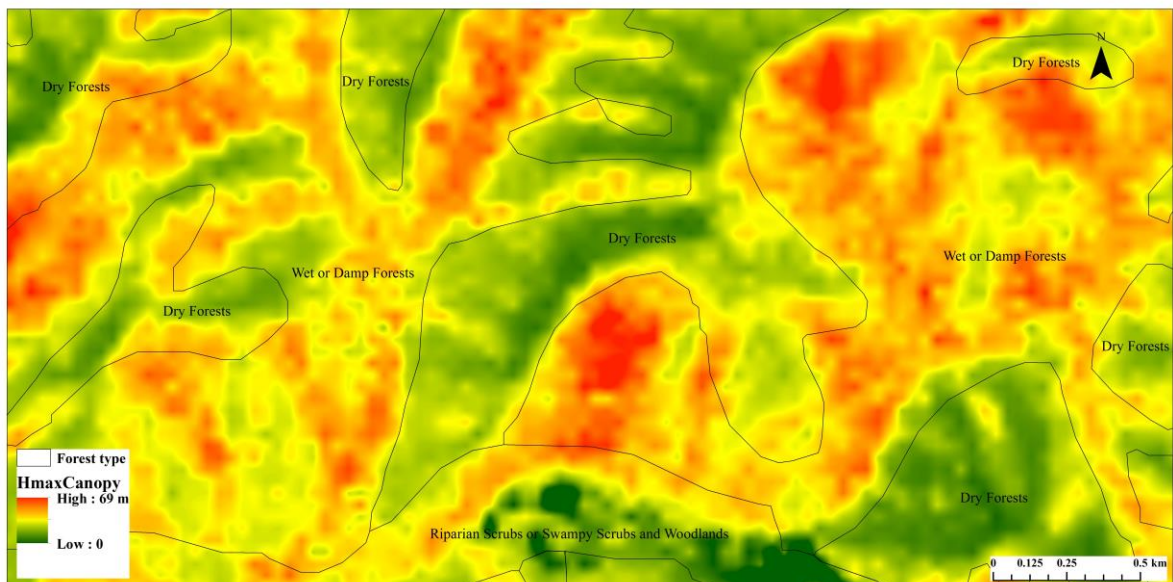 N
Dry Forests
Dry Forests
Dry Forests
Dry Forests
Wet or Damp Forests
Wet or Damp Forests
Dry Forests
Dry Forests
Forest type
HmaxCanopy
High : 69 m
Low : 0
Dry Forests
Riparian Scrubs or Swampy Scrubs and Woodlands
0 0.125 0.25 0.5 km